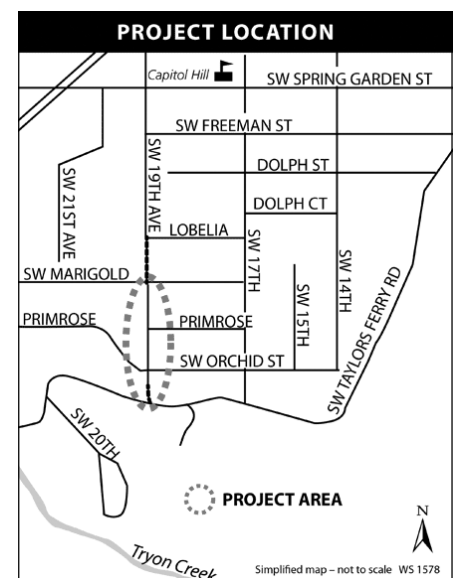 PROJECT LOCATION
Capitol Hill
SW SPRING GARDEN ST
SW FREEMAN ST
SW 19TH AVE
DOLPH ST
SW 21ST AVE
DOLPH CT
LOBELIA
SW 17TH
SW 14TH
SW MARIGOLD
SW 15TH
SW TAYLORS FERRY RD
PRIMROSE
PRIMROSE
SW ORCHID ST
SW 20TH
PROJECT AREA
N
Tryon Creek
Simplified map – not to scale WS 1578